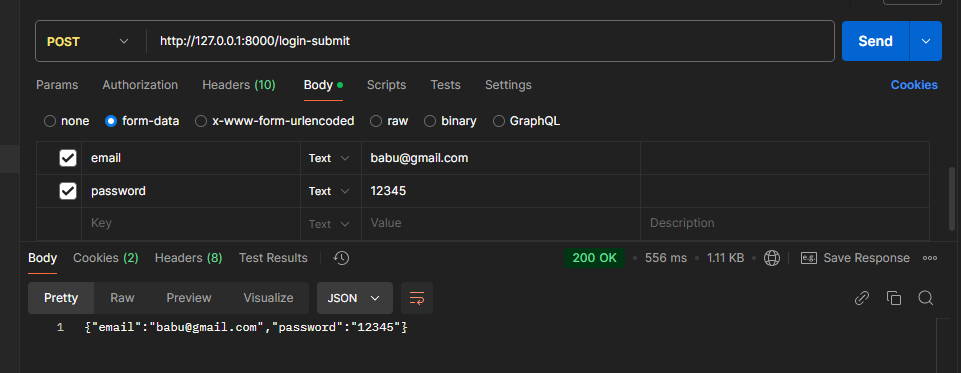 POST http://127.0.0.1:8000/login-submit Send
Params Authorization Headers (10) Body Scripts Tests Settings Cookies
none form-data x-www-form-urlencoded raw binary GraphQL
email Text babu@gmail.com
password Text 12345
Key Text Value Description
Body Cookies (2) Headers (8) Test Results 200 OK 556 ms 1.11 KB e.g. Save Response
Pretty Raw Preview Visualize JSON
1 {"email":"babu@gmail.com","password":"12345"}